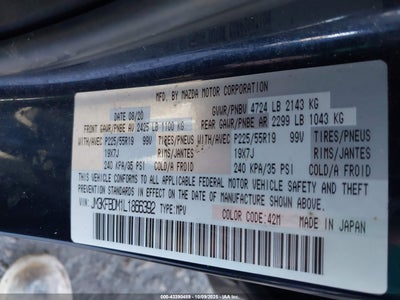 MFD. BY MAZDA MOTOR CORPORATION
DATE 08/20 GVWR/PNBV 4724 LB 2143 KG
FRONT GAWR/PNBE AV 2425 LB 1100 KG REAR GAWR/PNBE AR 2299 LB 1043 KG
WITH/AVEC P225/55R19 99V TIRES/PNEUS WITH/AVEC P225/55R19 99V TIRES/PNEUS
19X7J RIMS/JANTES 19X7J RIMS/JANTES
240 KPA/35 PSI COLD/A FROID 240 KPA/35 PSI COLD/A FROID
THIS VEHICLE CONFORMS TO ALL APPLICABLE FEDERAL MOTOR VEHICLE SAFETY AND THEFT
PREVENTION STANDARDS IN EFFECT ON THE DATE OF MANUFACTURE SHOWN ABOVE.
JM3KFBDM1L1866392 TYPE:MPV COLOR CODE:42M MADE IN JAPAN
000-43390489 - 10/09/2025 -